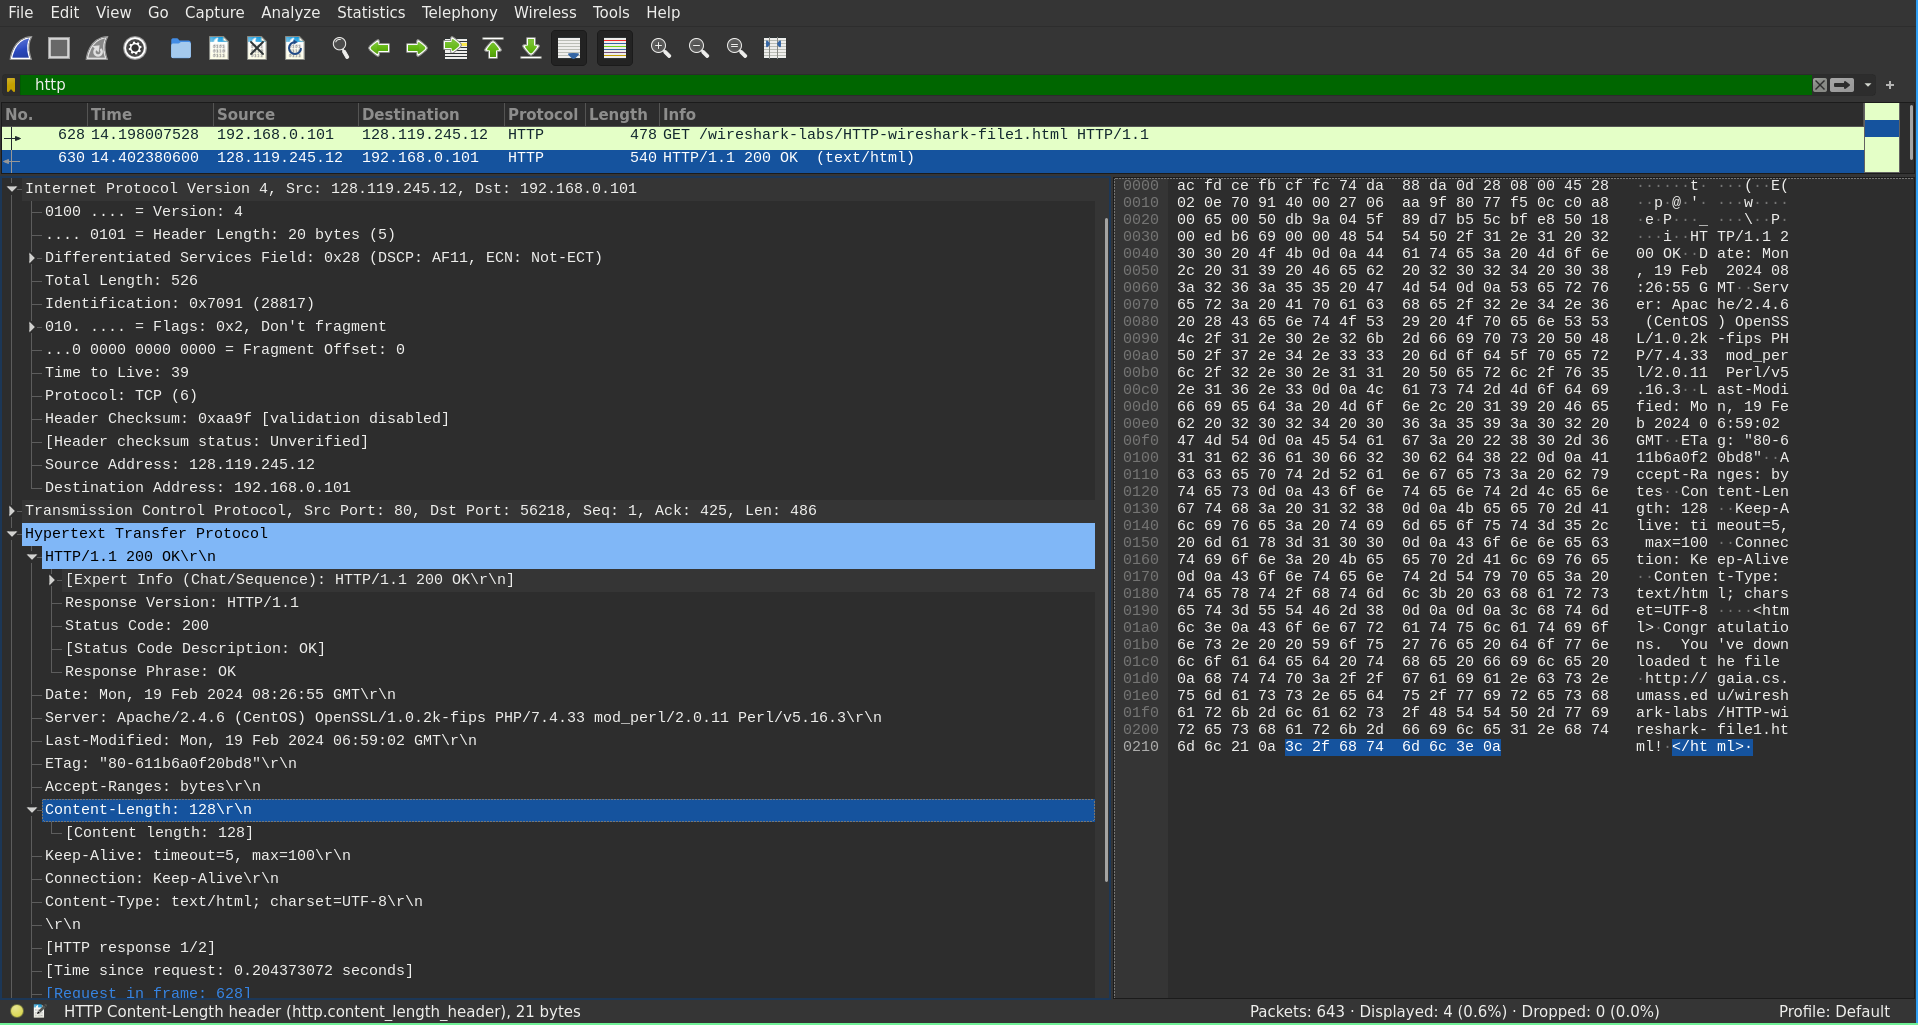 File Edit View Go Capture Analyze Statistics Telephony Wireless Tools Help
http
No. Time Source Destination Protocol Length Info
628 14.198007528 192.168.0.101 128.119.245.12 HTTP 478 GET /wireshark-labs/HTTP-wireshark-file1.html HTTP/1.1
630 14.402380600 128.119.245.12 192.168.0.101 HTTP 540 HTTP/1.1 200 OK  (text/html)
Internet Protocol Version 4, Src: 128.119.245.12, Dst: 192.168.0.101
0100 .... = Version: 4
.... 0101 = Header Length: 20 bytes (5)
Differentiated Services Field: 0x28 (DSCP: AF11, ECN: Not-ECT)
Total Length: 526
Identification: 0x7091 (28817)
010. .... = Flags: 0x2, Don't fragment
...0 0000 0000 0000 = Fragment Offset: 0
Time to Live: 39
Protocol: TCP (6)
Header Checksum: 0xaa9f [validation disabled]
[Header checksum status: Unverified]
Source Address: 128.119.245.12
Destination Address: 192.168.0.101
Transmission Control Protocol, Src Port: 80, Dst Port: 56218, Seq: 1, Ack: 425, Len: 486
Hypertext Transfer Protocol
HTTP/1.1 200 OK\r\n
[Expert Info (Chat/Sequence): HTTP/1.1 200 OK\r\n]
Response Version: HTTP/1.1
Status Code: 200
[Status Code Description: OK]
Response Phrase: OK
Date: Mon, 19 Feb 2024 08:26:55 GMT\r\n
Server: Apache/2.4.6 (CentOS) OpenSSL/1.0.2k-fips PHP/7.4.33 mod_perl/2.0.11 Perl/v5.16.3\r\n
Last-Modified: Mon, 19 Feb 2024 06:59:02 GMT\r\n
ETag: "80-611b6a0f20bd8"\r\n
Accept-Ranges: bytes\r\n
Content-Length: 128\r\n
[Content length: 128]
Keep-Alive: timeout=5, max=100\r\n
Connection: Keep-Alive\r\n
Content-Type: text/html; charset=UTF-8\r\n
\r\n
[HTTP response 1/2]
[Time since request: 0.204373072 seconds]
[Request in frame: 628]
0000 ac fd ce fb cf fc 74 da 88 da 0d 28 08 00 45 28 ······t· ···(··E(
0010 02 0e 70 91 40 00 27 06 aa 9f 80 77 f5 0c c0 a8 ··p·@·'· ···w····
0020 00 65 00 50 db 9a 04 5f 89 d7 b5 5c bf e8 50 18 ·e·P···_ ···\··P·
0030 00 ed b6 69 00 00 48 54 54 50 2f 31 2e 31 20 32 ···i··HT TP/1.1 2
0040 30 30 20 4f 4b 0d 0a 44 61 74 65 3a 20 4d 6f 6e 00 OK··D ate: Mon
0050 2c 20 31 39 20 46 65 62 20 32 30 32 34 20 30 38 , 19 Feb  2024 08
0060 3a 32 36 3a 35 35 20 47 4d 54 0d 0a 53 65 72 76 :26:55 G MT··Serv
0070 65 72 3a 20 41 70 61 63 68 65 2f 32 2e 34 2e 36 er: Apac he/2.4.6
0080 20 28 43 65 6e 74 4f 53 29 20 4f 70 65 6e 53 53  (CentOS ) OpenSS
0090 4c 2f 31 2e 30 2e 32 6b 2d 66 69 70 73 20 50 48 L/1.0.2k -fips PH
00a0 50 2f 37 2e 34 2e 33 33 20 6d 6f 64 5f 70 65 72 P/7.4.33  mod_per
00b0 6c 2f 32 2e 30 2e 31 31 20 50 65 72 6c 2f 76 35 l/2.0.11  Perl/v5
00c0 2e 31 36 2e 33 0d 0a 4c 61 73 74 2d 4d 6f 64 69 .16.3··L ast-Modi
00d0 66 69 65 64 3a 20 4d 6f 6e 2c 20 31 39 20 46 65 fied: Mo n, 19 Fe
00e0 62 20 32 30 32 34 20 30 36 3a 35 39 3a 30 32 20 b 2024 0 6:59:02
00f0 47 4d 54 0d 0a 45 54 61 67 3a 20 22 38 30 2d 36 GMT··ETa g: "80-6
0100 31 31 62 36 61 30 66 32 30 62 64 38 22 0d 0a 41 11b6a0f2 0bd8"··A
0110 63 63 65 70 74 2d 52 61 6e 67 65 73 3a 20 62 79 ccept-Ra nges: by
0120 74 65 73 0d 0a 43 6f 6e 74 65 6e 74 2d 4c 65 6e tes··Con tent-Len
0130 67 74 68 3a 20 31 32 38 0d 0a 4b 65 65 70 2d 41 gth: 128 ··Keep-A
0140 6c 69 76 65 3a 20 74 69 6d 65 6f 75 74 3d 35 2c live: ti meout=5,
0150 20 6d 61 78 3d 31 30 30 0d 0a 43 6f 6e 6e 65 63  max=100 ··Connec
0160 74 69 6f 6e 3a 20 4b 65 65 70 2d 41 6c 69 76 65 tion: Ke ep-Alive
0170 0d 0a 43 6f 6e 74 65 6e 74 2d 54 79 70 65 3a 20 ··Conten t-Type:
0180 74 65 78 74 2f 68 74 6d 6c 3b 20 63 68 61 72 73 text/htm l; chars
0190 65 74 3d 55 54 46 2d 38 0d 0a 0d 0a 3c 68 74 6d et=UTF-8 ····<htm
01a0 6c 3e 0a 43 6f 6e 67 72 61 74 75 6c 61 74 69 6f l>·Congr atulatio
01b0 6e 73 2e 20 20 59 6f 75 27 76 65 20 64 6f 77 6e ns.  You 've down
01c0 6c 6f 61 64 65 64 20 74 68 65 20 66 69 6c 65 20 loaded t he file
01d0 0a 68 74 74 70 3a 2f 2f 67 61 69 61 2e 63 73 2e ·http:// gaia.cs.
01e0 75 6d 61 73 73 2e 65 64 75 2f 77 69 72 65 73 68 umass.ed u/wiresh
01f0 61 72 6b 2d 6c 61 62 73 2f 48 54 54 50 2d 77 69 ark-labs /HTTP-wi
0200 72 65 73 68 61 72 6b 2d 66 69 6c 65 31 2e 68 74 reshark- file1.ht
0210 6d 6c 21 0a 3c 2f 68 74 6d 6c 3e 0a ml!·</ht ml>·
HTTP Content-Length header (http.content_length_header), 21 bytes
Packets: 643 · Displayed: 4 (0.6%) · Dropped: 0 (0.0%)
Profile: Default